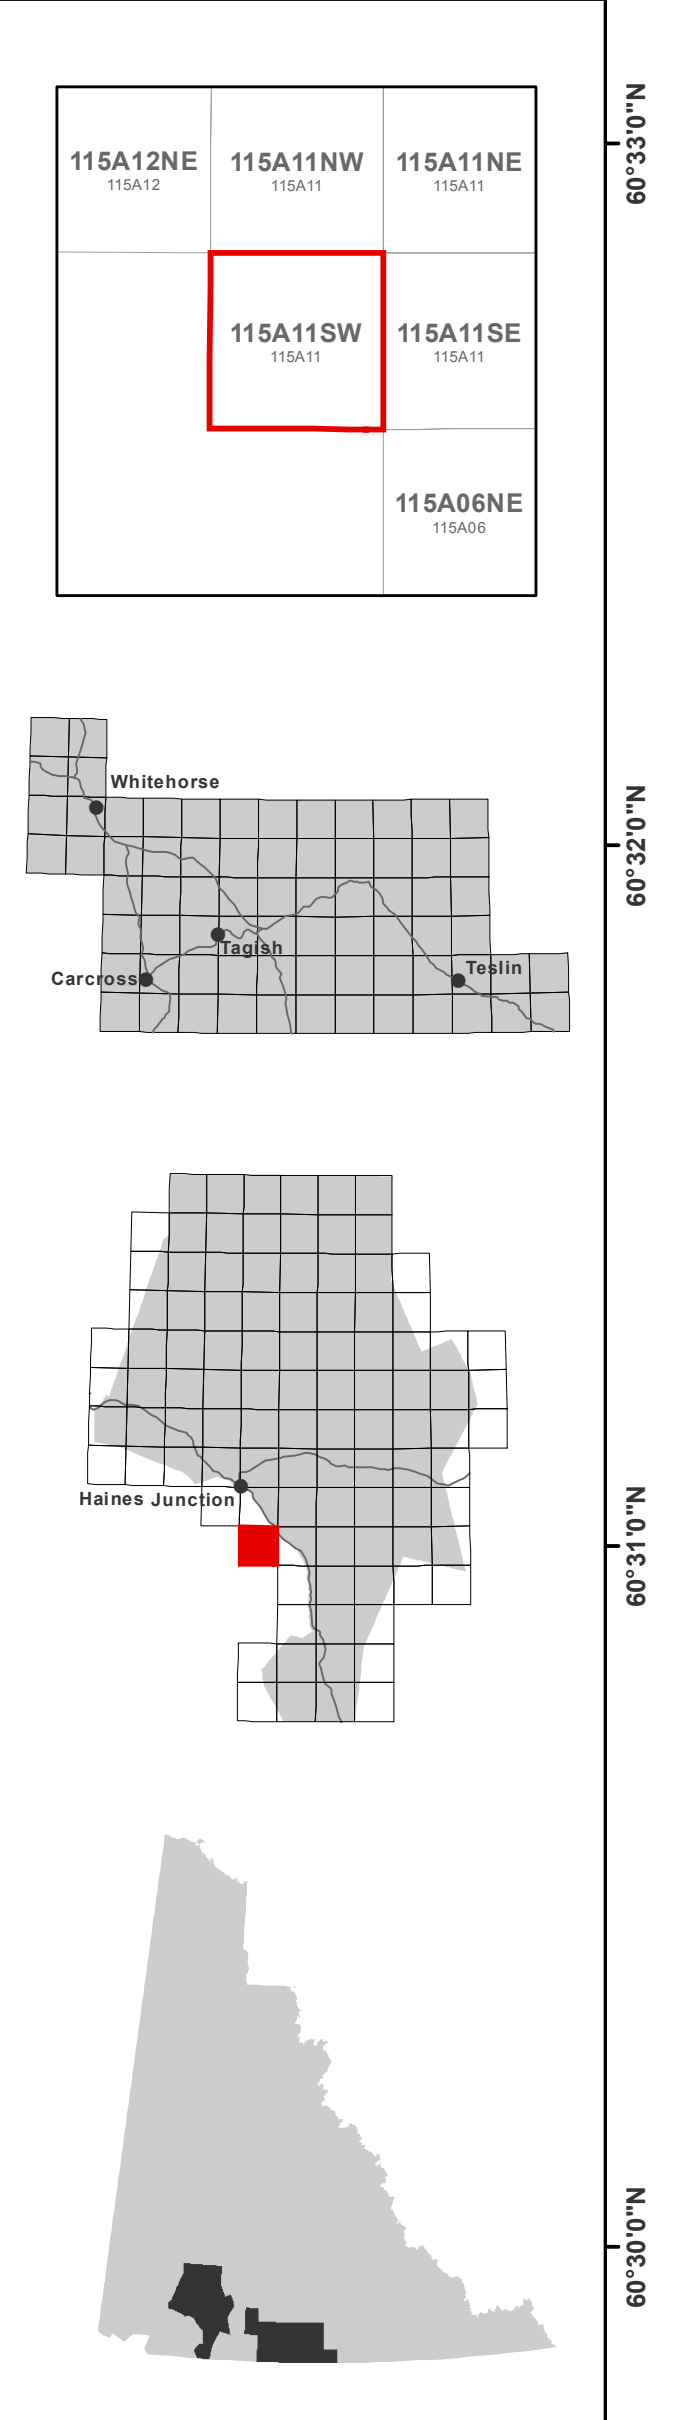 115A12NE
115A12
115A11NW
115A11
115A11NE
115A11
115A11SW
115A11
115A11SE
115A11
115A06NE
115A06
60°33'0"N
Whitehorse
60°32'0"N
Tagish
Carcross
Teslin
Haines Junction
60°31'0"N
60°30'0"N